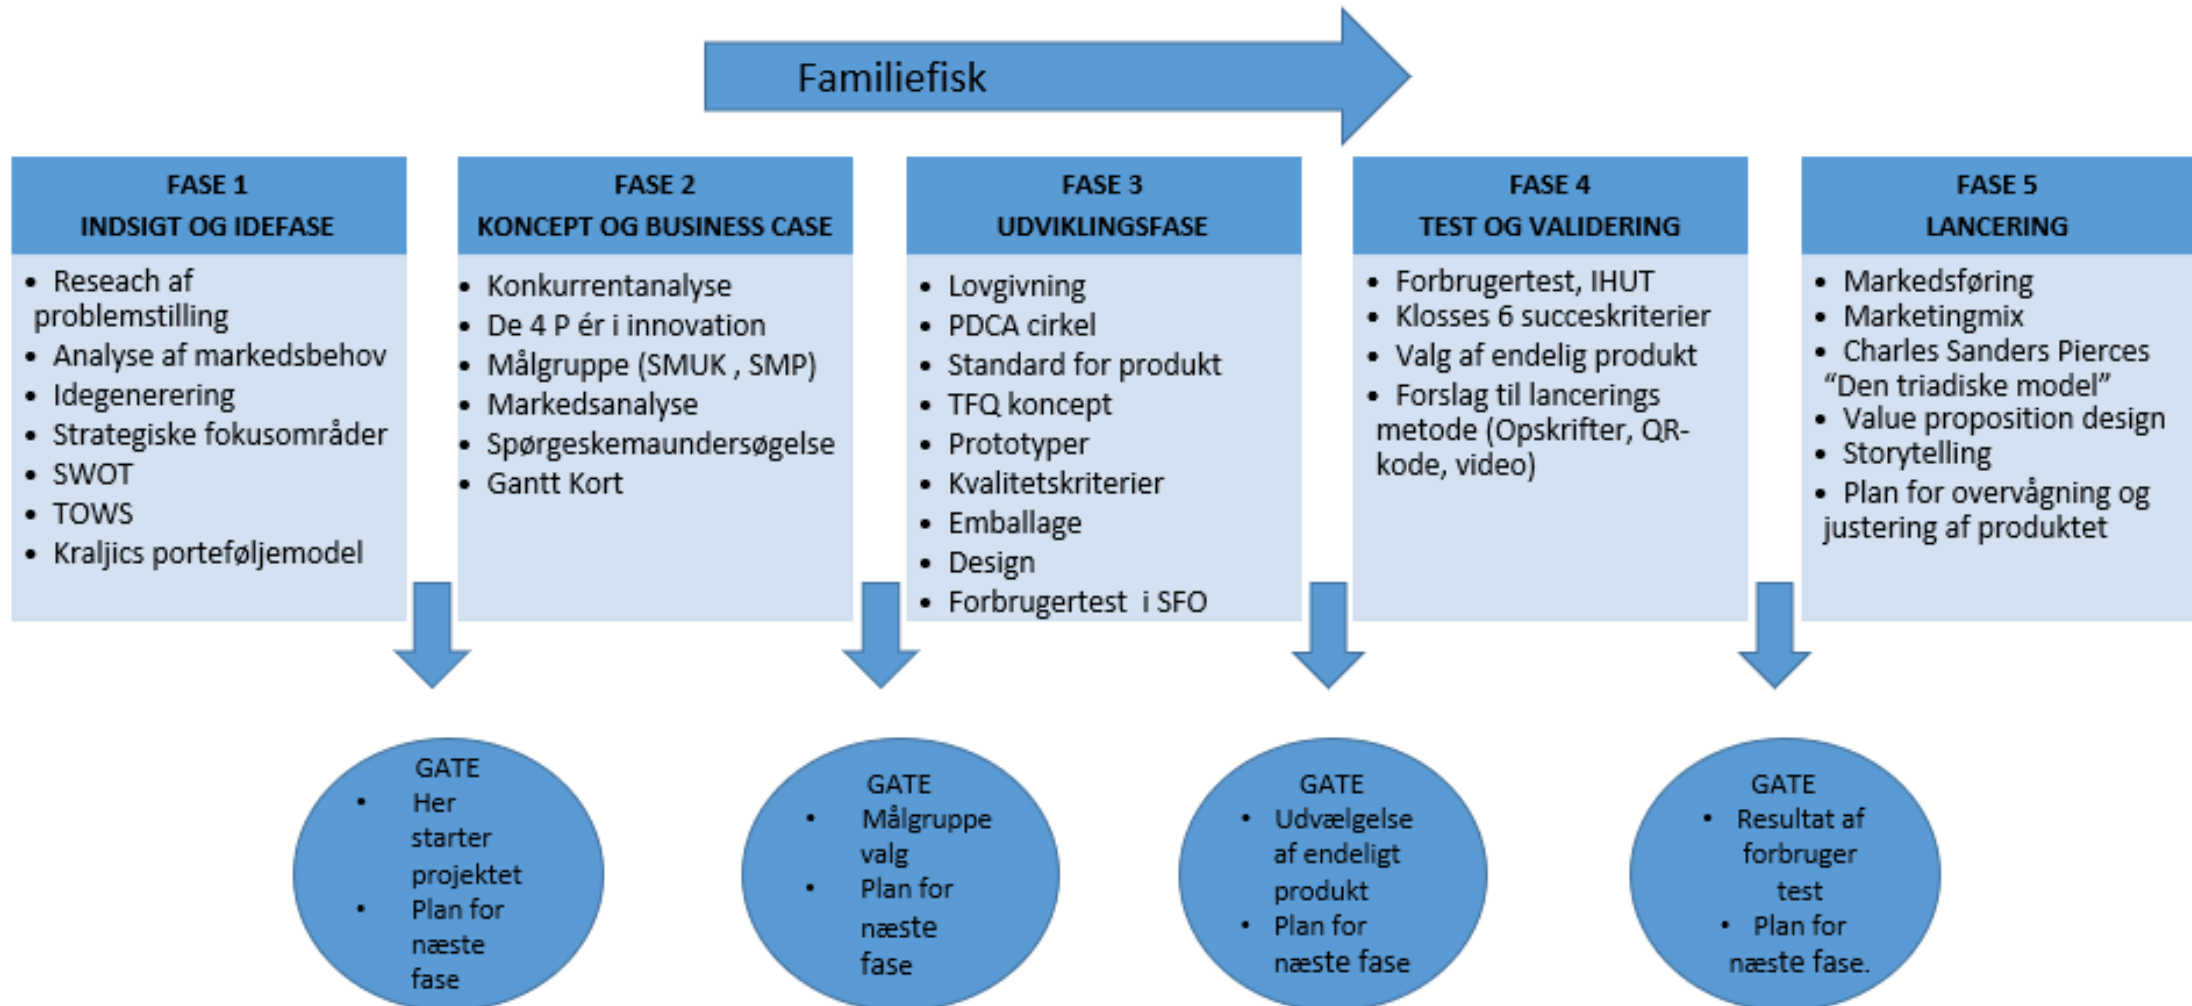 Familiefisk
FASE 1
INDSIGT OG IDEFASE
• Reseach af
problemstilling
• Analyse af markedsbehov
• Idegenerering
• Strategiske fokusområder
• SWOT
• TOWS
• Kraljics porteføljemodel
FASE 2
KONCEPT OG BUSINESS CASE
• Konkurrentanalyse
• De 4 P ér i innovation
• Målgruppe (SMUK , SMP)
• Markedsanalyse
• Spørgeskemaundersøgelse
• Gantt Kort
FASE 3
UDVIKLINGSFASE
• Lovgivning
• PDCA cirkel
• Standard for produkt
• TFQ koncept
• Prototyper
• Kvalitetskriterier
• Emballage
• Design
• Forbrugertest i SFO
FASE 4
TEST OG VALIDERING
• Forbrugertest, IHUT
• Klosses 6 succeskriterier
• Valg af endelig produkt
• Forslag til lancerings
metode (Opskrifter, QR-
kode, video)
FASE 5
LANCERING
• Markedsføring
• Marketingmix
• Charles Sanders Pierces
“Den triadiske model”
• Value proposition design
• Storytelling
• Plan for overvågning og
justering af produktet
GATE
• Her
starter
projektet
• Plan for
næste
fase
GATE
• Målgruppe
valg
• Plan for
næste
fase
GATE
• Udvælgelse
af endeligt
produkt
• Plan for
næste fase
GATE
• Resultat af
forbruger
test
• Plan for
næste fase.